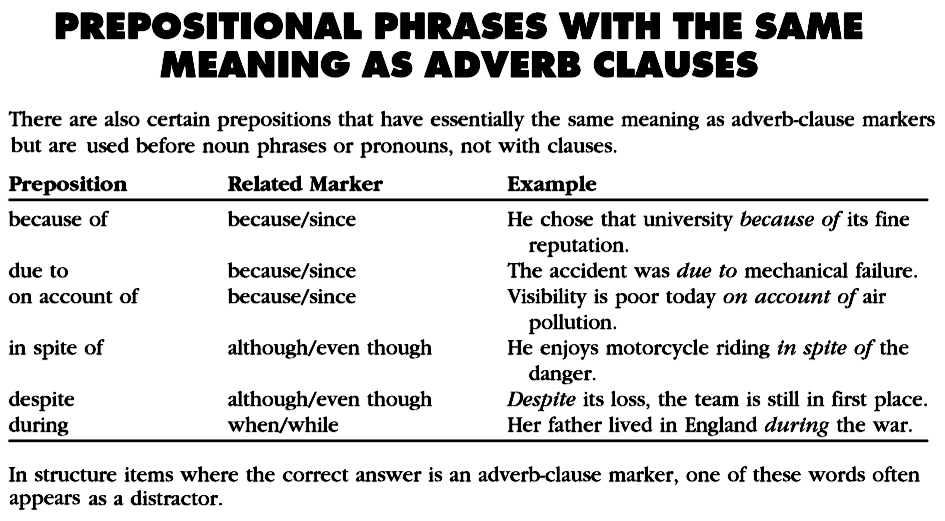 PREPOSITIONAL PHRASES WITH THE SAME
MEANING AS ADVERB CLAUSES
There are also certain prepositions that have essentially the same meaning as adverb-clause markers
but are used before noun phrases or pronouns, not with clauses.
Preposition Related Marker Example
because of because/since He chose that university because of its fine
reputation.
due to because/since The accident was due to mechanical failure.
on account of because/since Visibility is poor today on account of air
pollution.
in spite of although/even though He enjoys motorcycle riding in spite of the
danger.
despite although/even though Despite its loss, the team is still in first place.
during when/while Her father lived in England during the war.
In structure items where the correct answer is an adverb-clause marker, one of these words often
appears as a distractor.